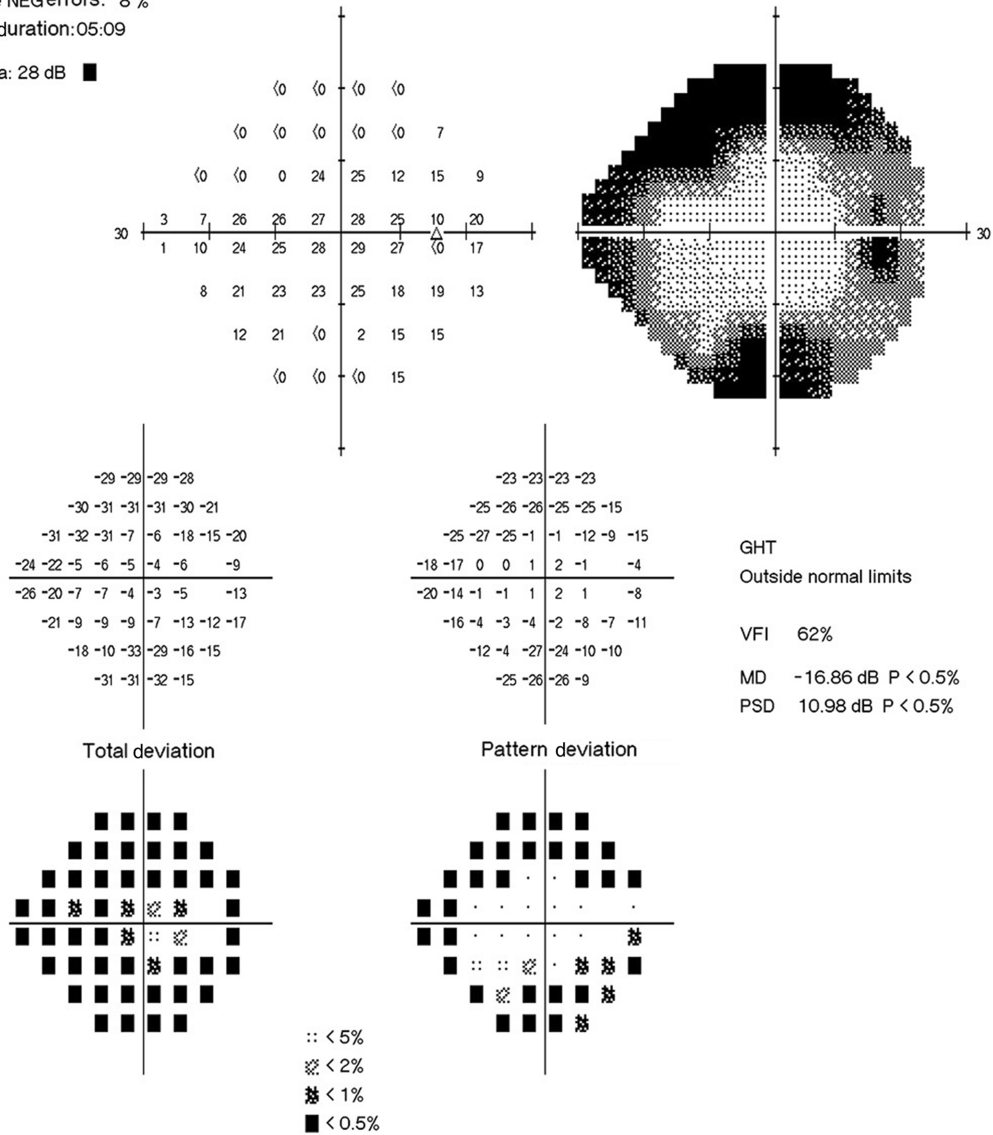 NEG errors: 8 %
duration: 05:09
a: 28 dB
<0 <0 <0 <0
<0 <0 <0 <0 <0 7
<0 <0 0 24 25 12 15 9
3 7 26 26 27 28 25 10 20
30 30
1 10 24 25 28 29 27 <0 17
8 21 23 23 25 18 19 13
12 21 <0 2 15 15
<0 <0 <0 15
-29 -29 -29 -28
-30 -31 -31 -31 -30 -21
-31 -32 -31 -7 -6 -18 -15 -20
-24 -22 -5 -6 -5 -4 -6 -9
-26 -20 -7 -7 -4 -3 -5 -13
-21 -9 -9 -9 -7 -13 -12 -17
-18 -10 -33 -29 -16 -15
-31 -31 -32 -15
Total deviation
-23 -23 -23 -23
-25 -26 -26 -25 -25 -15
-25 -27 -25 -1 -1 -12 -9 -15
-18 -17 0 0 1 2 -1 -4
-20 -14 -1 -1 1 2 1 -8
-16 -4 -3 -4 -2 -8 -7 -11
-12 -4 -27 -24 -10 -10
-25 -26 -26 -9
Pattern deviation
GHT
Outside normal limits
VFI 62%
MD -16.86 dB P < 0.5%
PSD 10.98 dB P < 0.5%
< 5%
< 2%
< 1%
< 0.5%